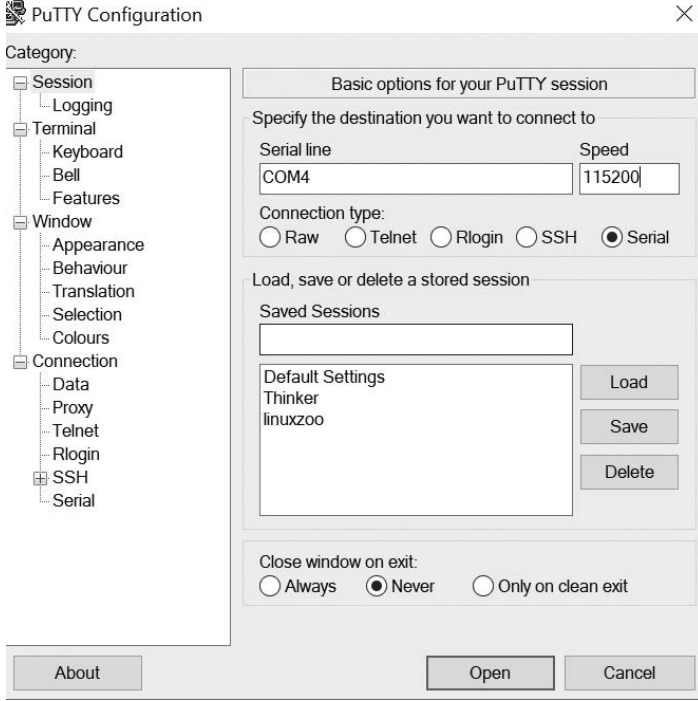 PuTTY Configuration
Category:
Session
Logging
Terminal
Keyboard
Bell
Features
Window
Appearance
Behaviour
Translation
Selection
Colours
Connection
Data
Proxy
Telnet
Rlogin
SSH
Serial
Basic options for your PuTTY session
Specify the destination you want to connect to
Serial line Speed
COM4 115200
Connection type:
Raw Telnet Rlogin SSH Serial
Load, save or delete a stored session
Saved Sessions
Default Settings
Thinker
linuxzoo
Load
Save
Delete
Close window on exit:
Always Never Only on clean exit
About Open Cancel